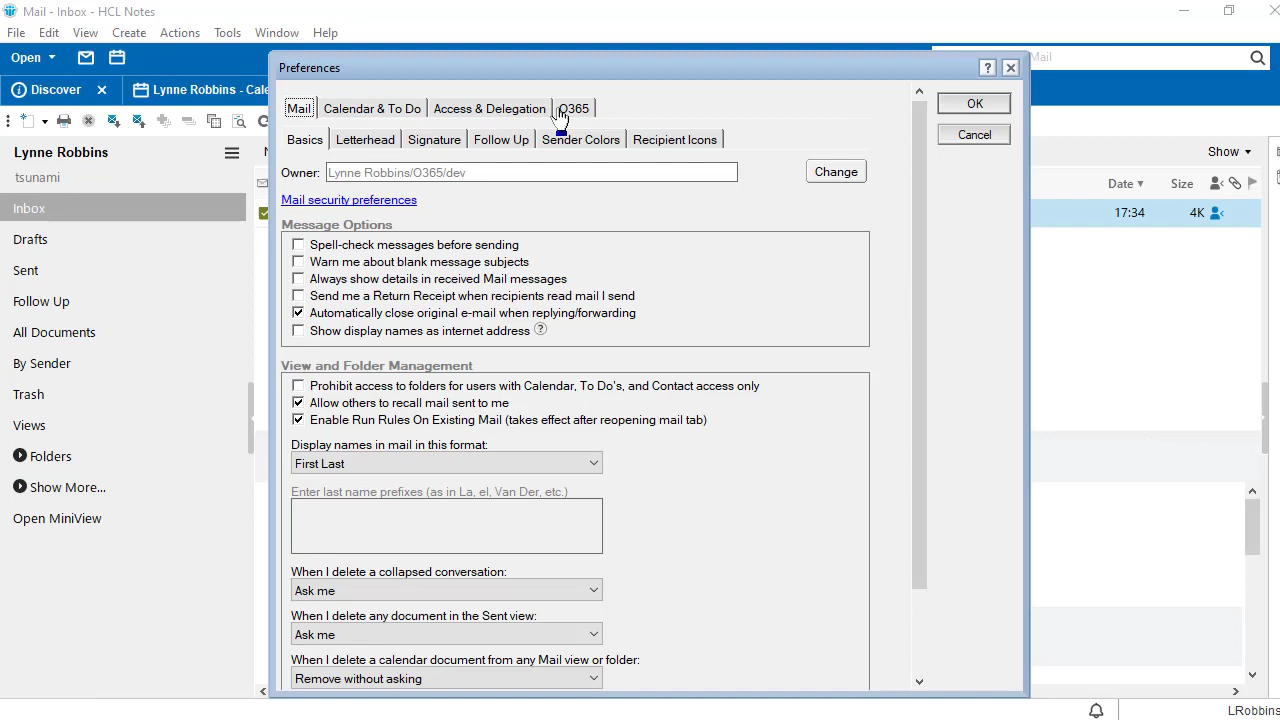 Mail - Inbox - HCL Notes
File Edit View Create Actions Tools Window Help
Open
Mail
Discover
Lynne Robbins - Cale
Preferences
Mail Calendar & To Do Access & Delegation O365
OK
Cancel
Basics Letterhead Signature Follow Up Sender Colors Recipient Icons
Owner: Lynne Robbins/O365/dev Change
Mail security preferences
Message Options
Spell-check messages before sending
Warn me about blank message subjects
Always show details in received Mail messages
Send me a Return Receipt when recipients read mail I send
Automatically close original e-mail when replying/forwarding
Show display names as internet address ?
View and Folder Management
Prohibit access to folders for users with Calendar, To Do's, and Contact access only
Allow others to recall mail sent to me
Enable Run Rules On Existing Mail (takes effect after reopening mail tab)
Display names in mail in this format:
First Last
Enter last name prefixes (as in La, el, Van Der, etc.)
When I delete a collapsed conversation:
Ask me
When I delete any document in the Sent view:
Ask me
When I delete a calendar document from any Mail view or folder:
Remove without asking
Lynne Robbins
tsunami
Inbox
Drafts
Sent
Follow Up
All Documents
By Sender
Trash
Views
Folders
Show More...
Open MiniView
Show
Date Size
17:34 4K
LRobbins